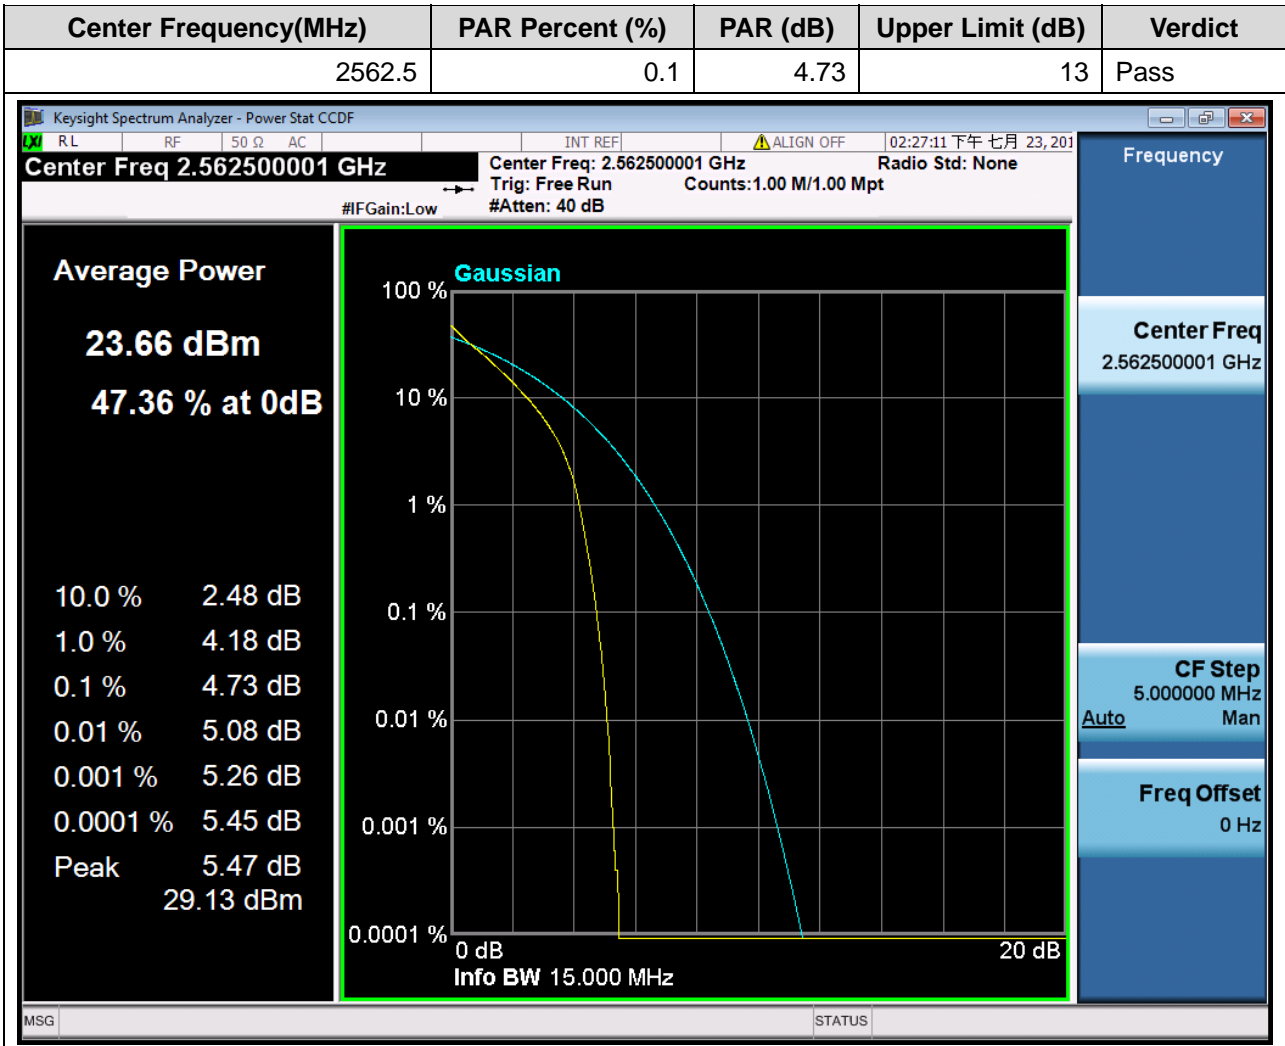 Center Frequency(MHz) PAR Percent (%) PAR (dB) Upper Limit (dB) Verdict
2562.5 0.1 4.73 13 Pass
Keysight Spectrum Analyzer - Power Stat CCDF
LXI RL RF 50 Ω AC INT REF ALIGN OFF 02:27:11 下午 七月 23, 201
Center Freq 2.562500001 GHz
Center Freq: 2.562500001 GHz Radio Std: None
Trig: Free Run Counts:1.00 M/1.00 Mpt
#IFGain:Low #Atten: 40 dB
Frequency
Average Power
23.66 dBm
47.36 % at 0dB
10.0 % 2.48 dB
1.0 % 4.18 dB
0.1 % 4.73 dB
0.01 % 5.08 dB
0.001 % 5.26 dB
0.0001 % 5.45 dB
Peak 5.47 dB
29.13 dBm
Gaussian
100 %
10 %
1 %
0.1 %
0.01 %
0.001 %
0.0001 %
0 dB 20 dB
Info BW 15.000 MHz
Center Freq
2.562500001 GHz
CF Step
5.000000 MHz
Auto Man
Freq Offset
0 Hz
MSG STATUS